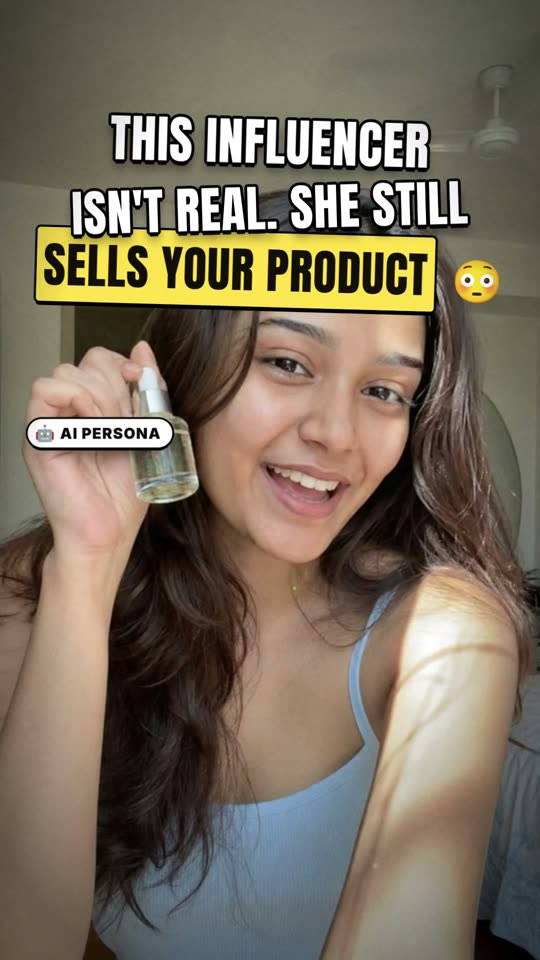 THIS INFLUENCER
ISN'T REAL. SHE STILL
SELLS YOUR PRODUCT 😳
🤖 AI PERSONA